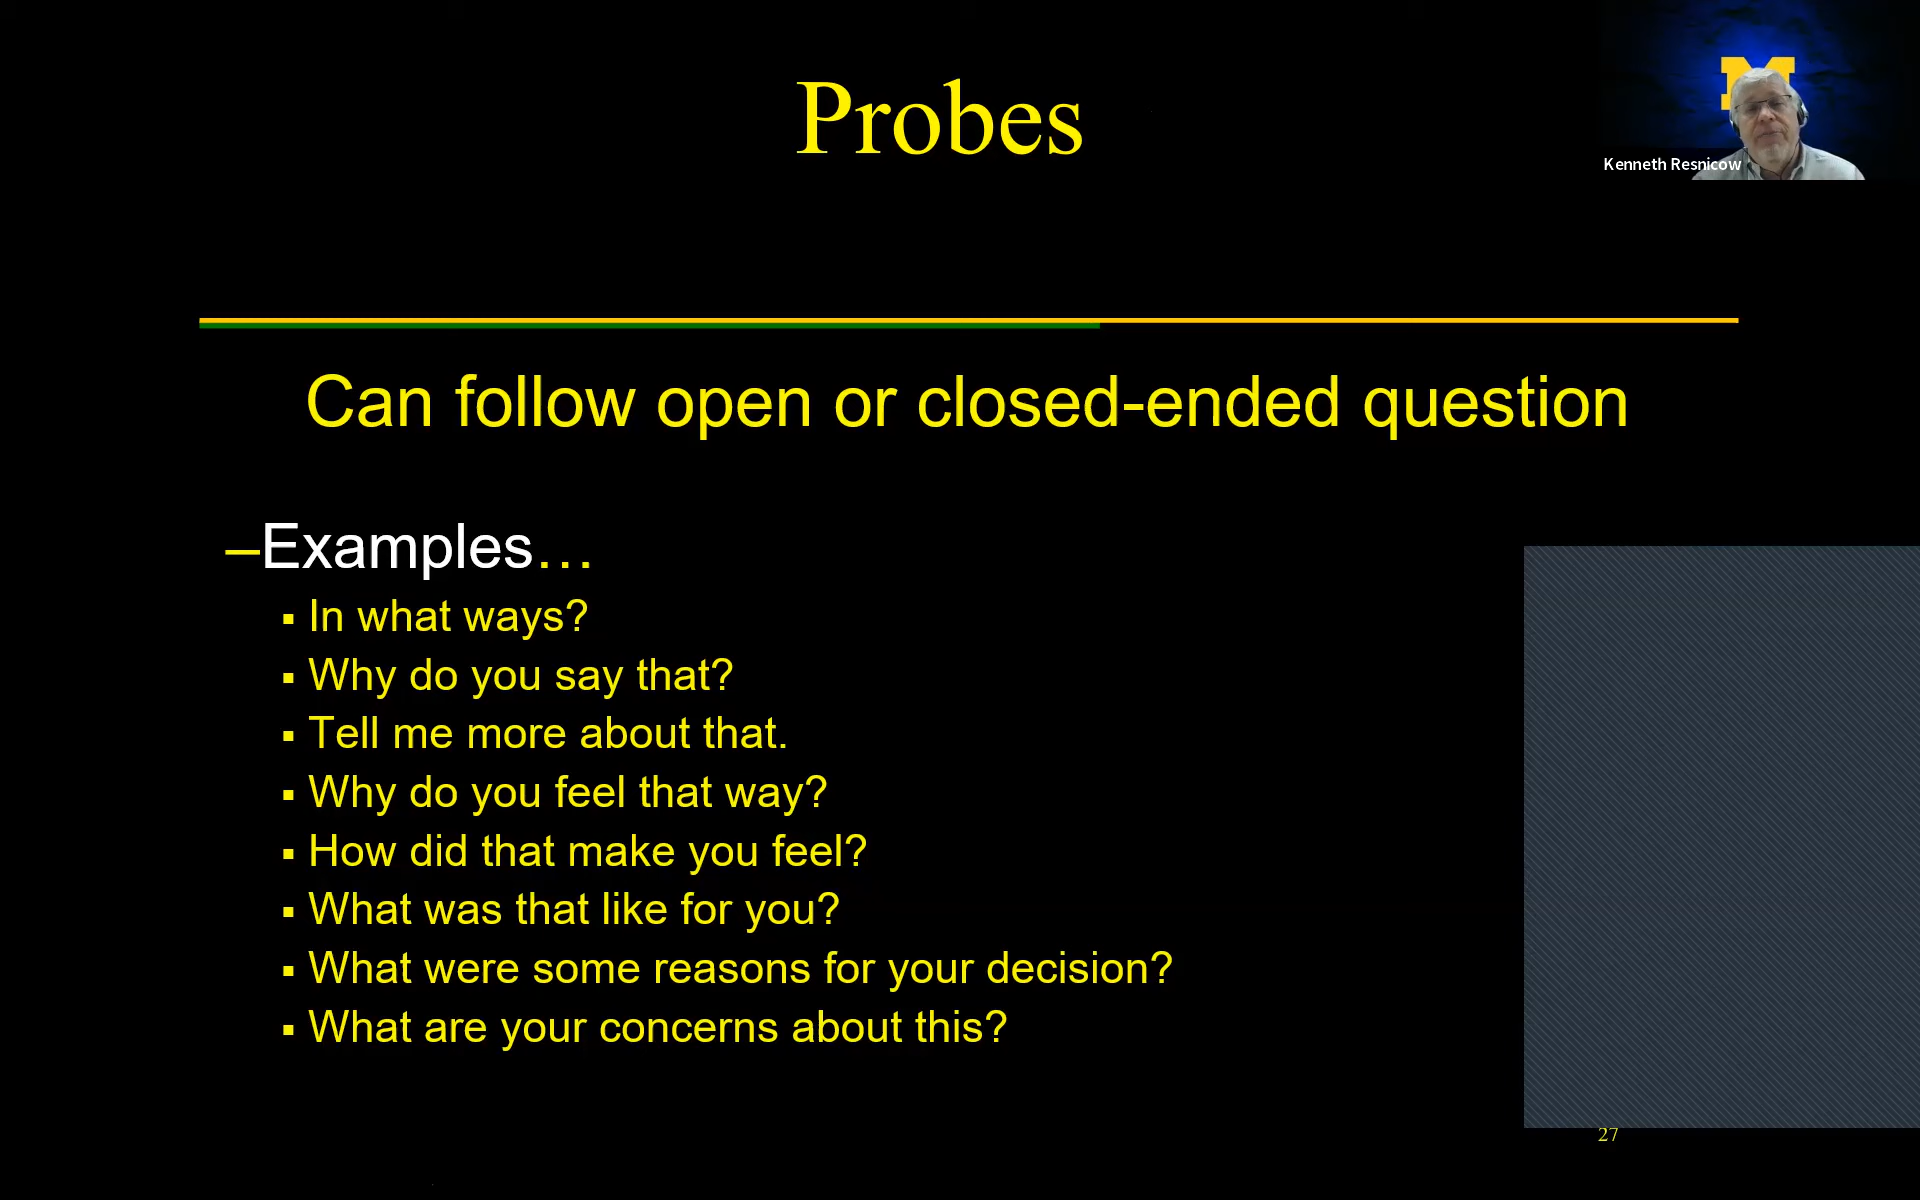 Probes
M
Kenneth Resnicow
Can follow open or closed-ended question
–Examples…
▪ In what ways?
▪ Why do you say that?
▪ Tell me more about that.
▪ Why do you feel that way?
▪ How did that make you feel?
▪ What was that like for you?
▪ What were some reasons for your decision?
▪ What are your concerns about this?
27